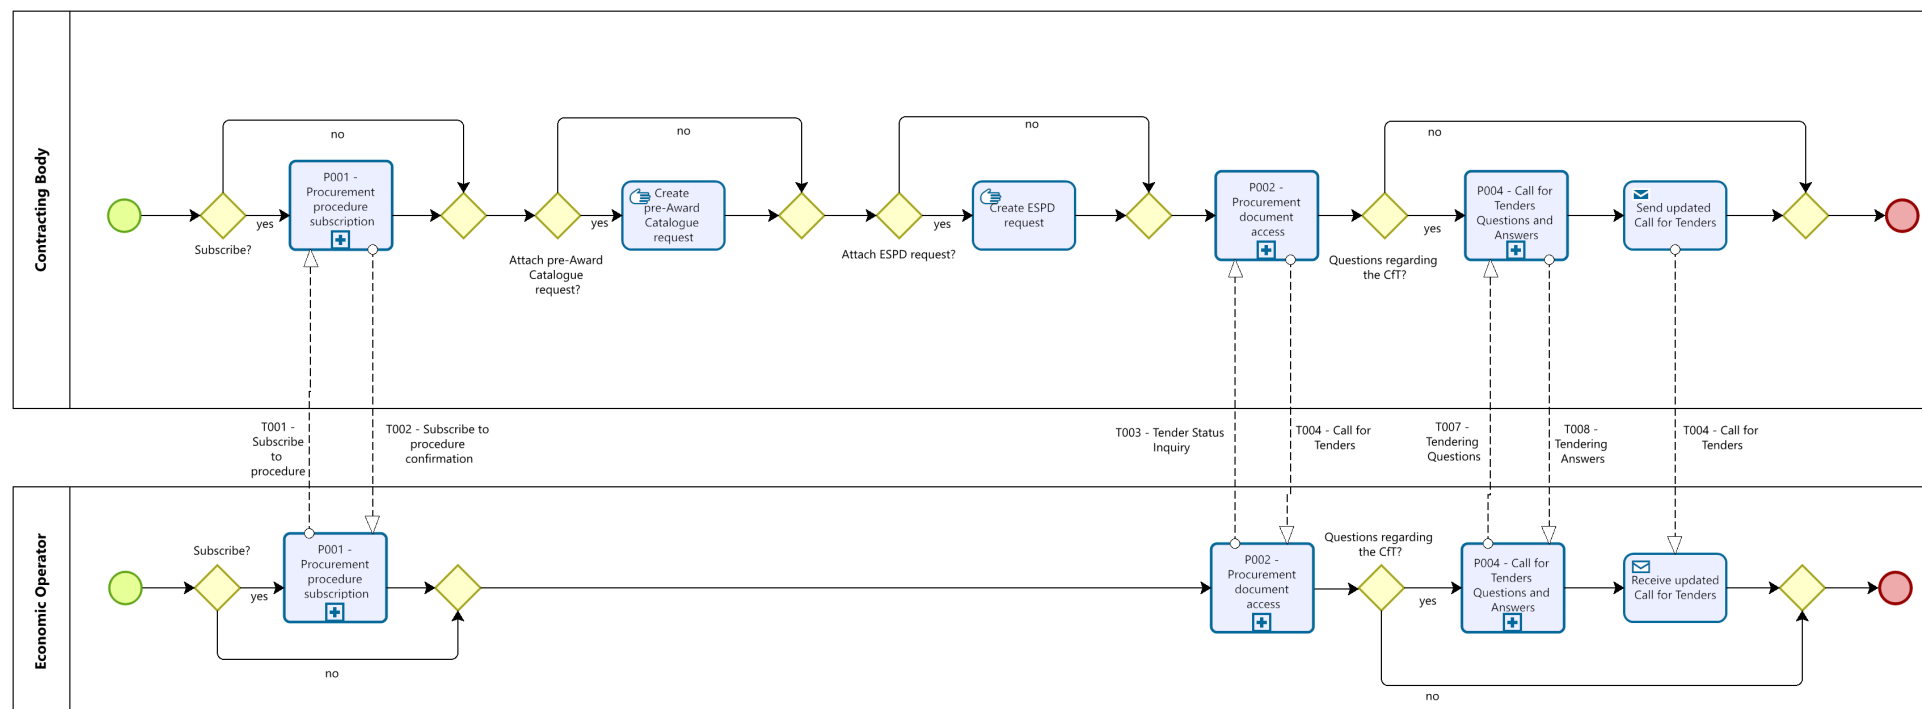 Contracting Body
no
no
no
no
P001 -
Procurement
procedure
subscription
Create
pre-Award
Catalogue
request
Create ESPD
request
P002 -
Procurement
document
access
P004 - Call for
Tenders
Questions and
Answers
Send updated
Call for Tenders
yes
yes
yes
yes
Subscribe?
Attach pre-Award
Catalogue
request?
Attach ESPD request?
Questions regarding
the CfT?
T001 -
Subscribe
to
procedure
T002 - Subscribe to
procedure
confirmation
T003 - Tender Status
Inquiry
T004 - Call for
Tenders
T007 -
Tendering
Questions
T008 -
Tendering
Answers
T004 - Call for
Tenders
Economic Operator
Subscribe?
yes
P001 -
Procurement
procedure
subscription
no
P002 -
Procurement
document
access
Questions regarding
the CfT?
yes
P004 - Call for
Tenders
Questions and
Answers
Receive updated
Call for Tenders
no